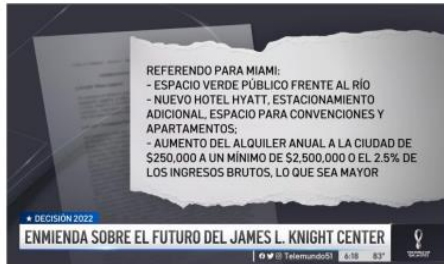 REFERENDO PARA MIAMI:
- ESPACIO VERDE PÚBLICO FRENTE AL RÍO
- NUEVO HOTEL HYATT, ESTACIONAMIENTO
ADICIONAL, ESPACIO PARA CONVENCIONES Y
APARTAMENTOS;
- AUMENTO DEL ALQUILER ANUAL A LA CIUDAD DE
$250,000 A UN MÍNIMO DE $2,500,000 O EL 2.5% DE
LOS INGRESOS BRUTOS, LO QUE SEA MAYOR
★ DECISIÓN 2022
ENMIENDA SOBRE EL FUTURO DEL JAMES L. KNIGHT CENTER
Telemundo51 6:18 83°